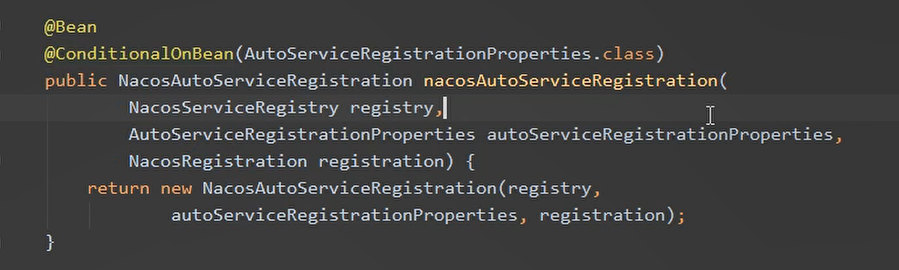 @Bean
@ConditionalOnBean(AutoServiceRegistrationProperties.class)
public NacosAutoServiceRegistration nacosAutoServiceRegistration(
NacosServiceRegistry registry,
AutoServiceRegistrationProperties autoServiceRegistrationProperties,
NacosRegistration registration) {
return new NacosAutoServiceRegistration(registry,
autoServiceRegistrationProperties, registration);
}